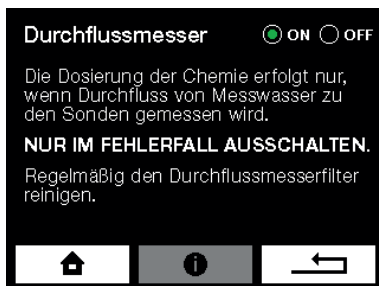 Durchflussmesser ON OFF
Die Dosierung der Chemie erfolgt nur,
wenn Durchfluss von Messwasser zu
den Sonden gemessen wird.
NUR IM FEHLERFALL AUSSCHALTEN.
Regelmäßig den Durchflussmesserfilter
reinigen.
i